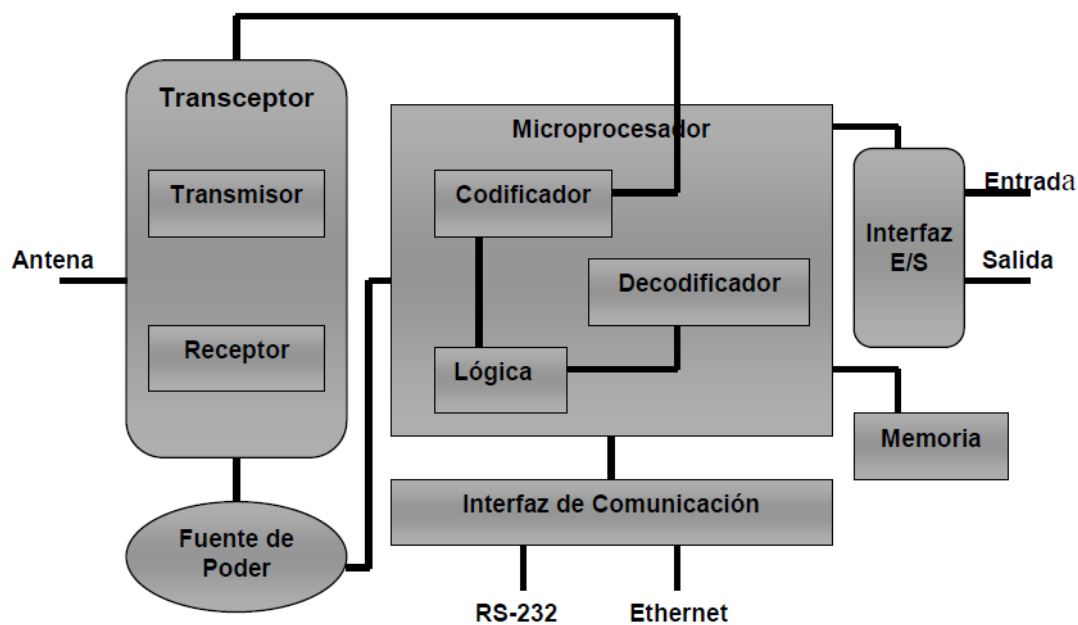 Transceptor
Transmisor
Receptor
Antena
Fuente de
Poder
Microprocesador
Codificador
Decodificador
Lógica
Interfaz de Comunicación
RS-232
Ethernet
Interfaz
E/S
Entrada
Salida
Memoria